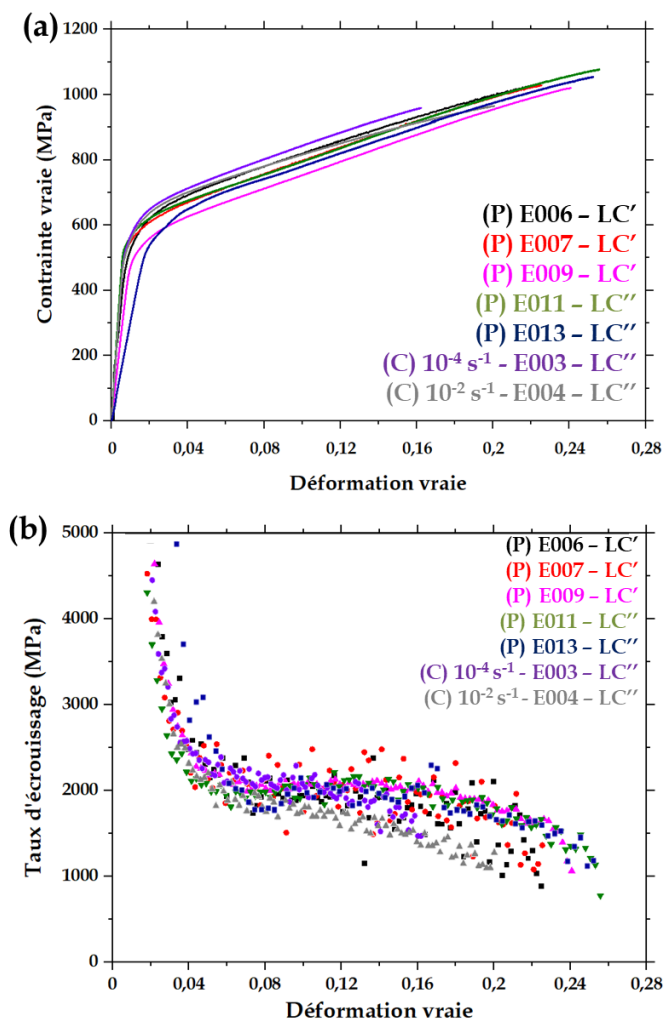 (a)
Contrainte vraie (MPa)
1200
1000
800
600
400
200
0
0
0,04
0,08
0,12
0,16
0,2
0,24
0,28
Déformation vraie
(P) E006 – LC′
(P) E007 – LC′
(P) E009 – LC′
(P) E011 – LC′′
(P) E013 – LC′′
(C) 10⁻⁴ s⁻¹ - E003 – LC′′
(C) 10⁻² s⁻¹ - E004 – LC′′
(b)
Taux d'écrouissage (MPa)
5000
4000
3000
2000
1000
0
0
0,04
0,08
0,12
0,16
0,2
0,24
0,28
Déformation vraie
(P) E006 – LC′
(P) E007 – LC′
(P) E009 – LC′
(P) E011 – LC′′
(P) E013 – LC′′
(C) 10⁻⁴ s⁻¹ - E003 – LC′′
(C) 10⁻² s⁻¹ - E004 – LC′′